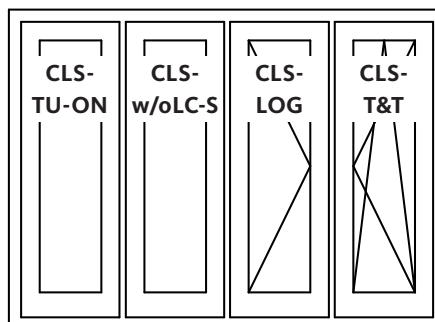 CLS-
TU-ON
CLS-
w/oLC-S
CLS-
LOG
CLS-
T&T